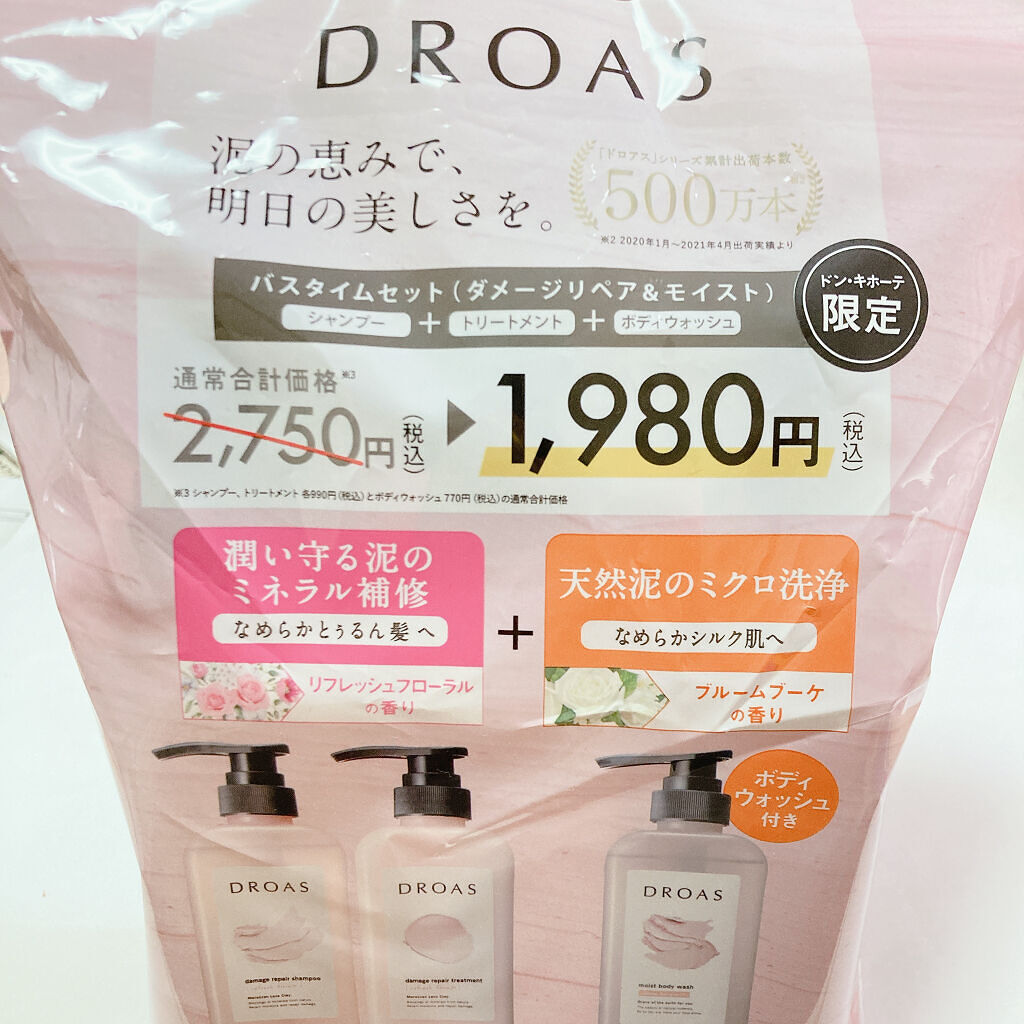 DROAS
泥の恵みで、
明日の美しさを。
「ドロアス」シリーズ累計出荷本数
500万本
※2 2020年1月〜2021年4月出荷実績より
バスタイムセット（ダメージリペア＆モイスト）
シャンプー＋トリートメント＋ボディウォッシュ
ドン・キホーテ
限定
通常合計価格※3
2,750円（税込）▶1,980円（税込）
※3 シャンプー、トリートメント 各990円（税込）とボディウォッシュ770円（税込）の通常合計価格
潤い守る泥の
ミネラル補修
なめらかとぅるん髪へ
リフレッシュフローラル
の香り
＋
天然泥のミクロ洗浄
なめらかシルク肌へ
ブルームブーケ
の香り
ボディ
ウォッシュ
付き
DROAS
damage repair shampoo
Moroccan Lava Clay
DROAS
damage repair treatment
Moroccan Lava Clay
DROAS
moist body wash